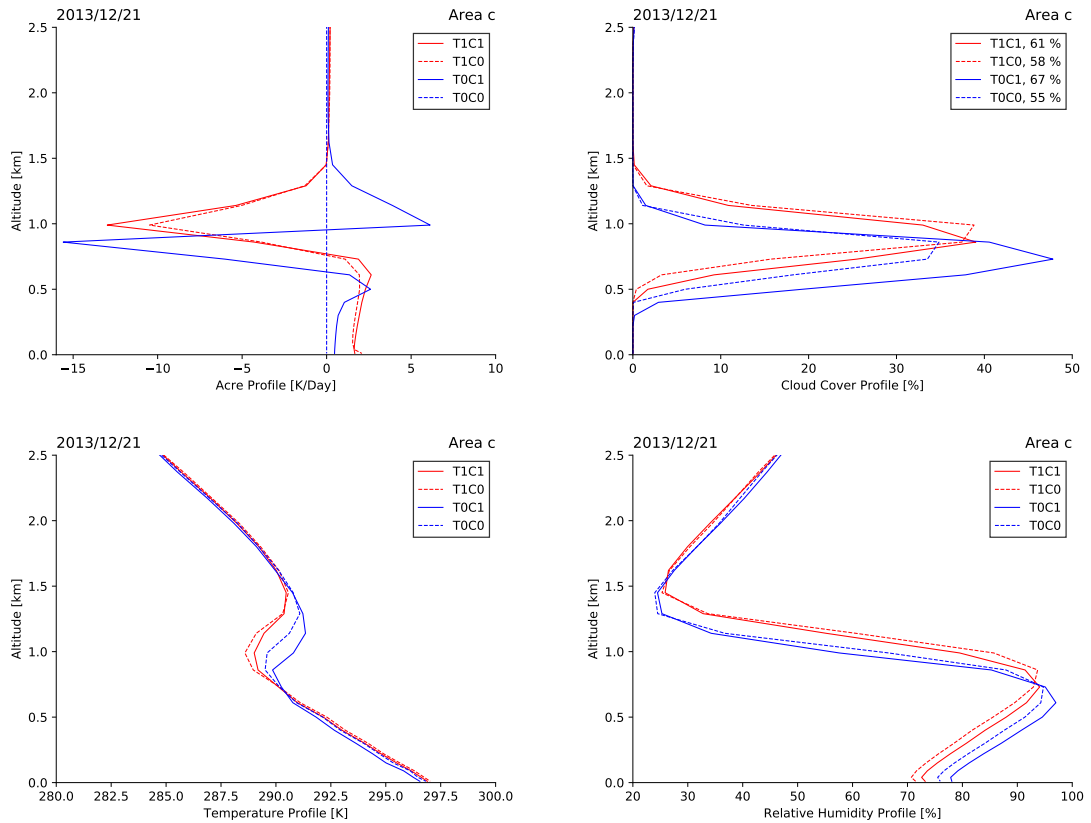 2013/12/21 Area c
2.5
2.0
1.5
1.0
0.5
0.0
Altitude [km]
T1C1
T1C0
T0C1
T0C0
−15 −10 −5 0 5 10
Acre Profile [K/Day]
2013/12/21 Area c
2.5
2.0
1.5
1.0
0.5
0.0
Altitude [km]
T1C1, 61 %
T1C0, 58 %
T0C1, 67 %
T0C0, 55 %
0 10 20 30 40 50
Cloud Cover Profile [%]
2013/12/21 Area c
2.5
2.0
1.5
1.0
0.5
0.0
Altitude [km]
T1C1
T1C0
T0C1
T0C0
280.0 282.5 285.0 287.5 290.0 292.5 295.0 297.5 300.0
Temperature Profile [K]
2013/12/21 Area c
2.5
2.0
1.5
1.0
0.5
0.0
Altitude [km]
T1C1
T1C0
T0C1
T0C0
20 30 40 50 60 70 80 90 100
Relative Humidity Profile [%]